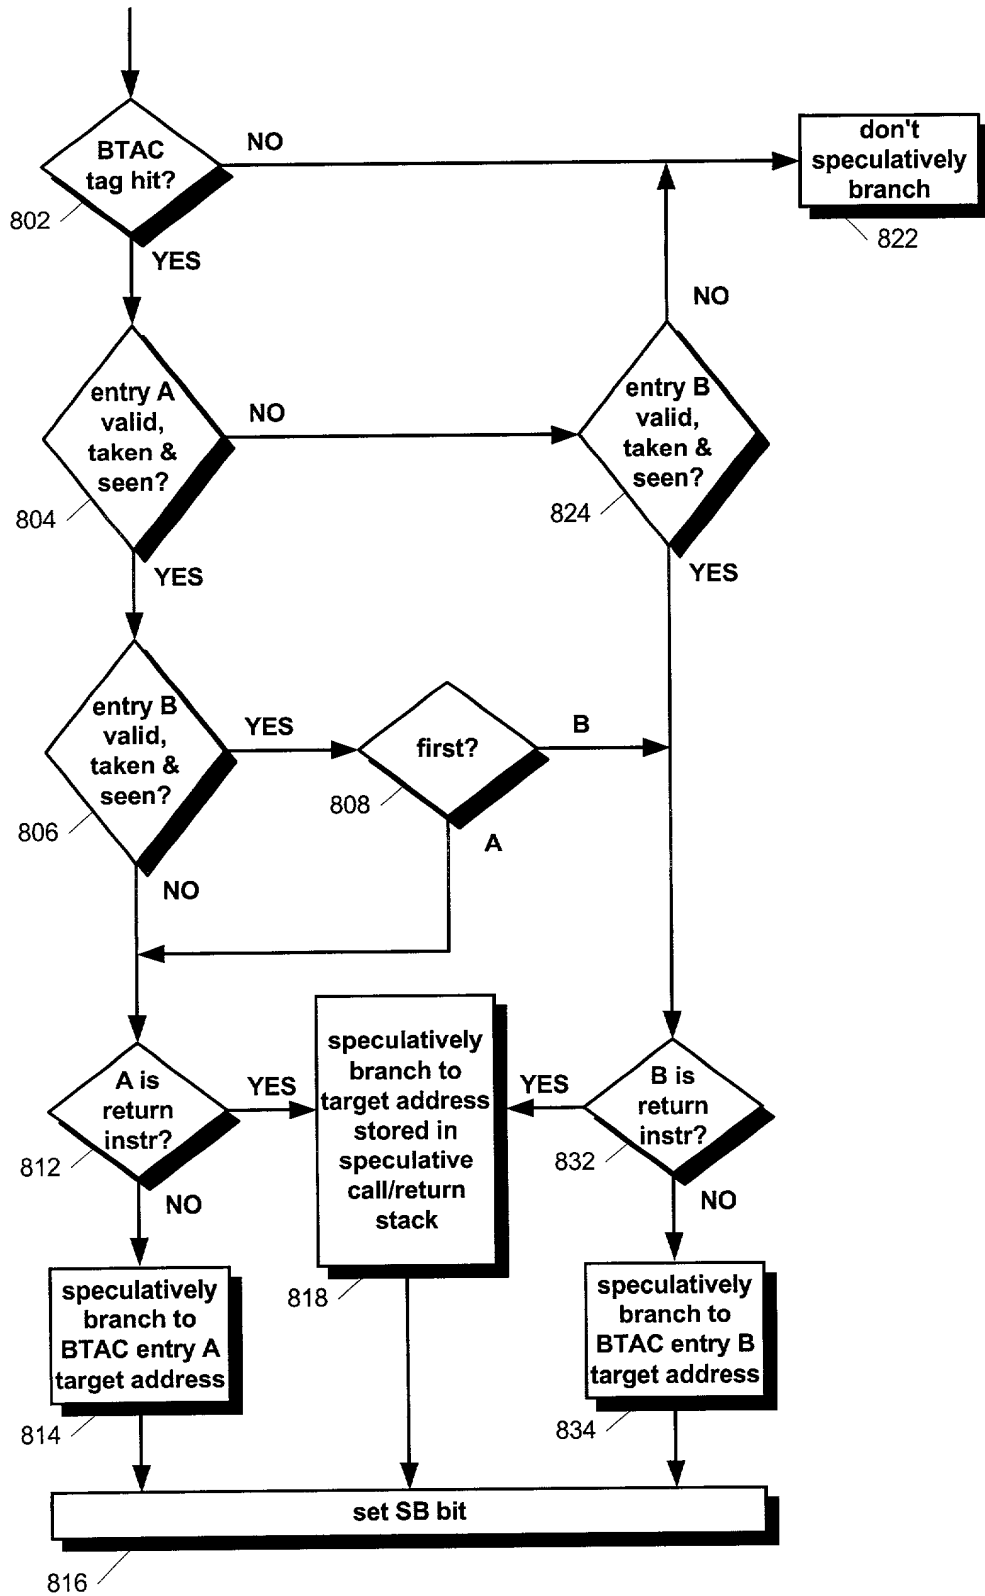 BTAC
tag hit?
802
NO
YES
don't
speculatively
branch
822
entry A
valid,
taken &
seen?
804
NO
YES
entry B
valid,
taken &
seen?
824
NO
YES
entry B
valid,
taken &
seen?
806
YES
NO
first?
808
B
A
A is
return
instr?
812
YES
NO
speculatively
branch to
target address
stored in
speculative
call/return
stack
818
B is
return
instr?
832
YES
NO
speculatively
branch to
BTAC entry A
target address
814
speculatively
branch to
BTAC entry B
target address
834
set SB bit
816